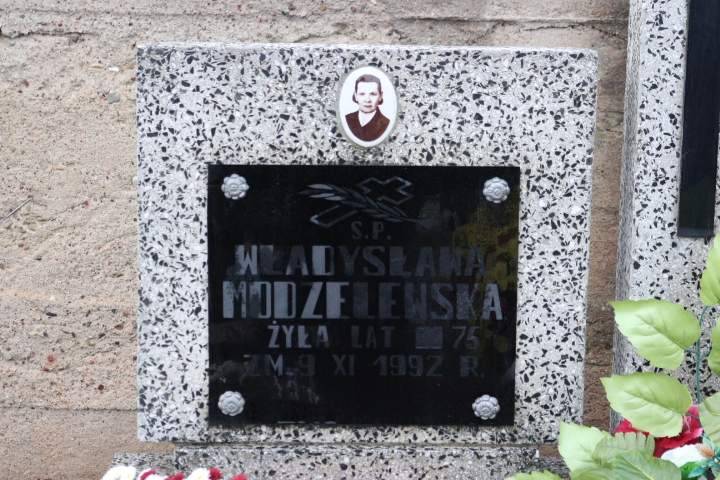 Ś.P.
WŁADYSŁAWA
MODZELEWSKA
ŻYŁA LAT 75
ZM. 9 XI 1992 R.